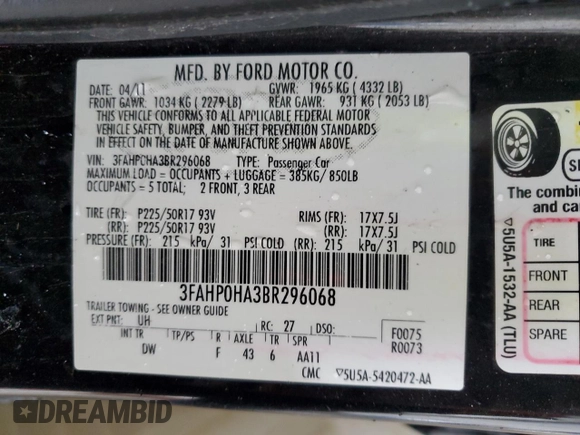 MFD. BY FORD MOTOR CO.
DATE: 04/11 GVWR: 1965 KG ( 4332 LB)
FRONT GAWR: 1034 KG ( 2279 LB) REAR GAWR: 931 KG ( 2053 LB)
THIS VEHICLE CONFORMS TO ALL APPLICABLE FEDERAL MOTOR
VEHICLE SAFETY, BUMPER, AND THEFT PREVENTION STANDARDS
IN EFFECT ON THE DATE OF MANUFACTURE SHOWN ABOVE.
VIN: 3FAHP0HA3BR296068 TYPE: Passenger Car
MAXIMUM LOAD = OCCUPANTS + LUGGAGE = 385KG/ 850LB
OCCUPANTS = 5 TOTAL: 2 FRONT, 3 REAR
TIRE (FR): P225/50R17 93V RIMS (FR): 17X7.5J
(RR): P225/50R17 93V (RR): 17X7.5J
PRESSURE (FR): 215 kPa/ 31 PSI COLD (RR): 215 kPa/ 31 PSI COLD
3FAHP0HA3BR296068
TRAILER TOWING - SEE OWNER GUIDE
EXT PNT: UH RC: 27 DSO: F0075
INT TR TP/PS R AXLE TR SPR R0073
DW F 43 6 AA11
CMC ▽5U5A-5420472-AA
▽5U5A-1532-AA (TLU)
The combin
and ca
TIRE
FRONT
REAR
SPARE
DREAMBID